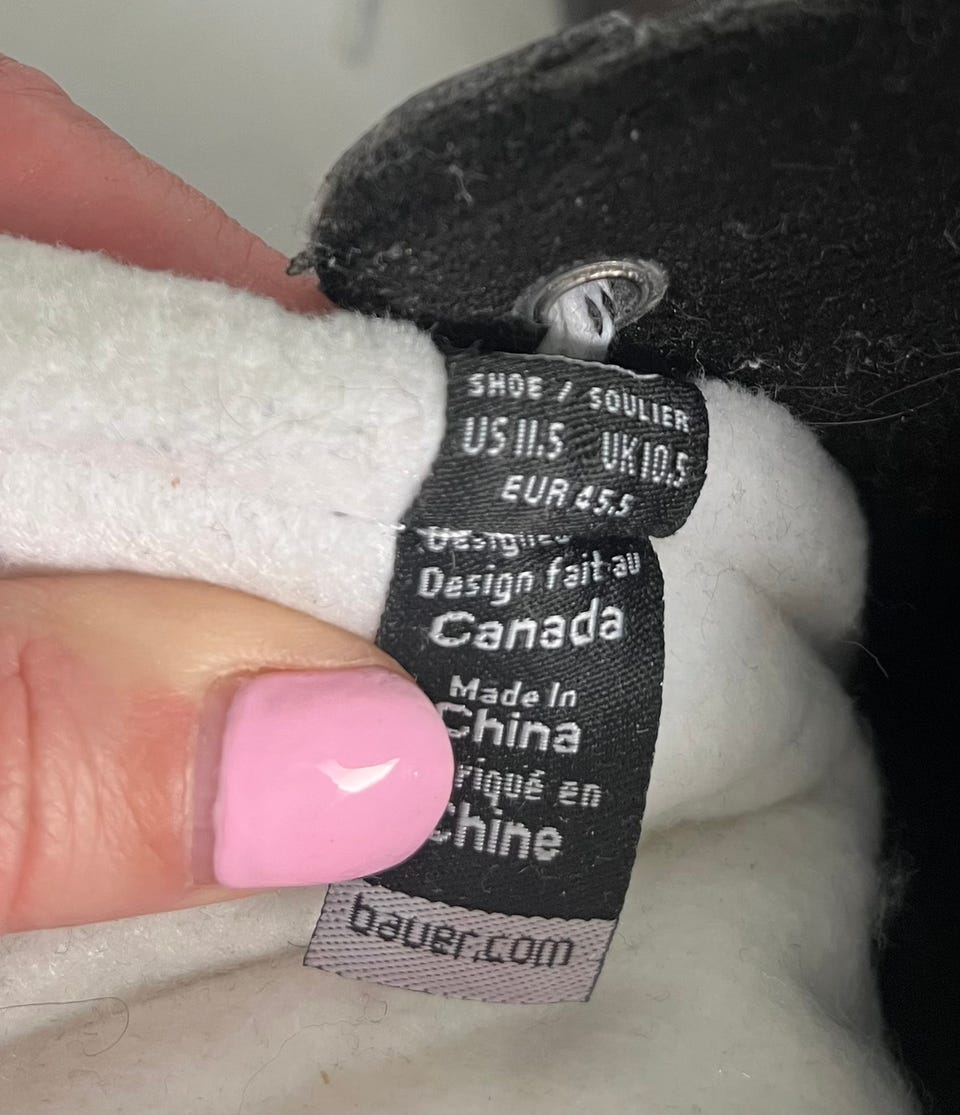 SHOE / SOULIER
US 11.5 UK 10.5
EUR 45.5
Design fait au
Canada
Made In
China
en
bauer.com